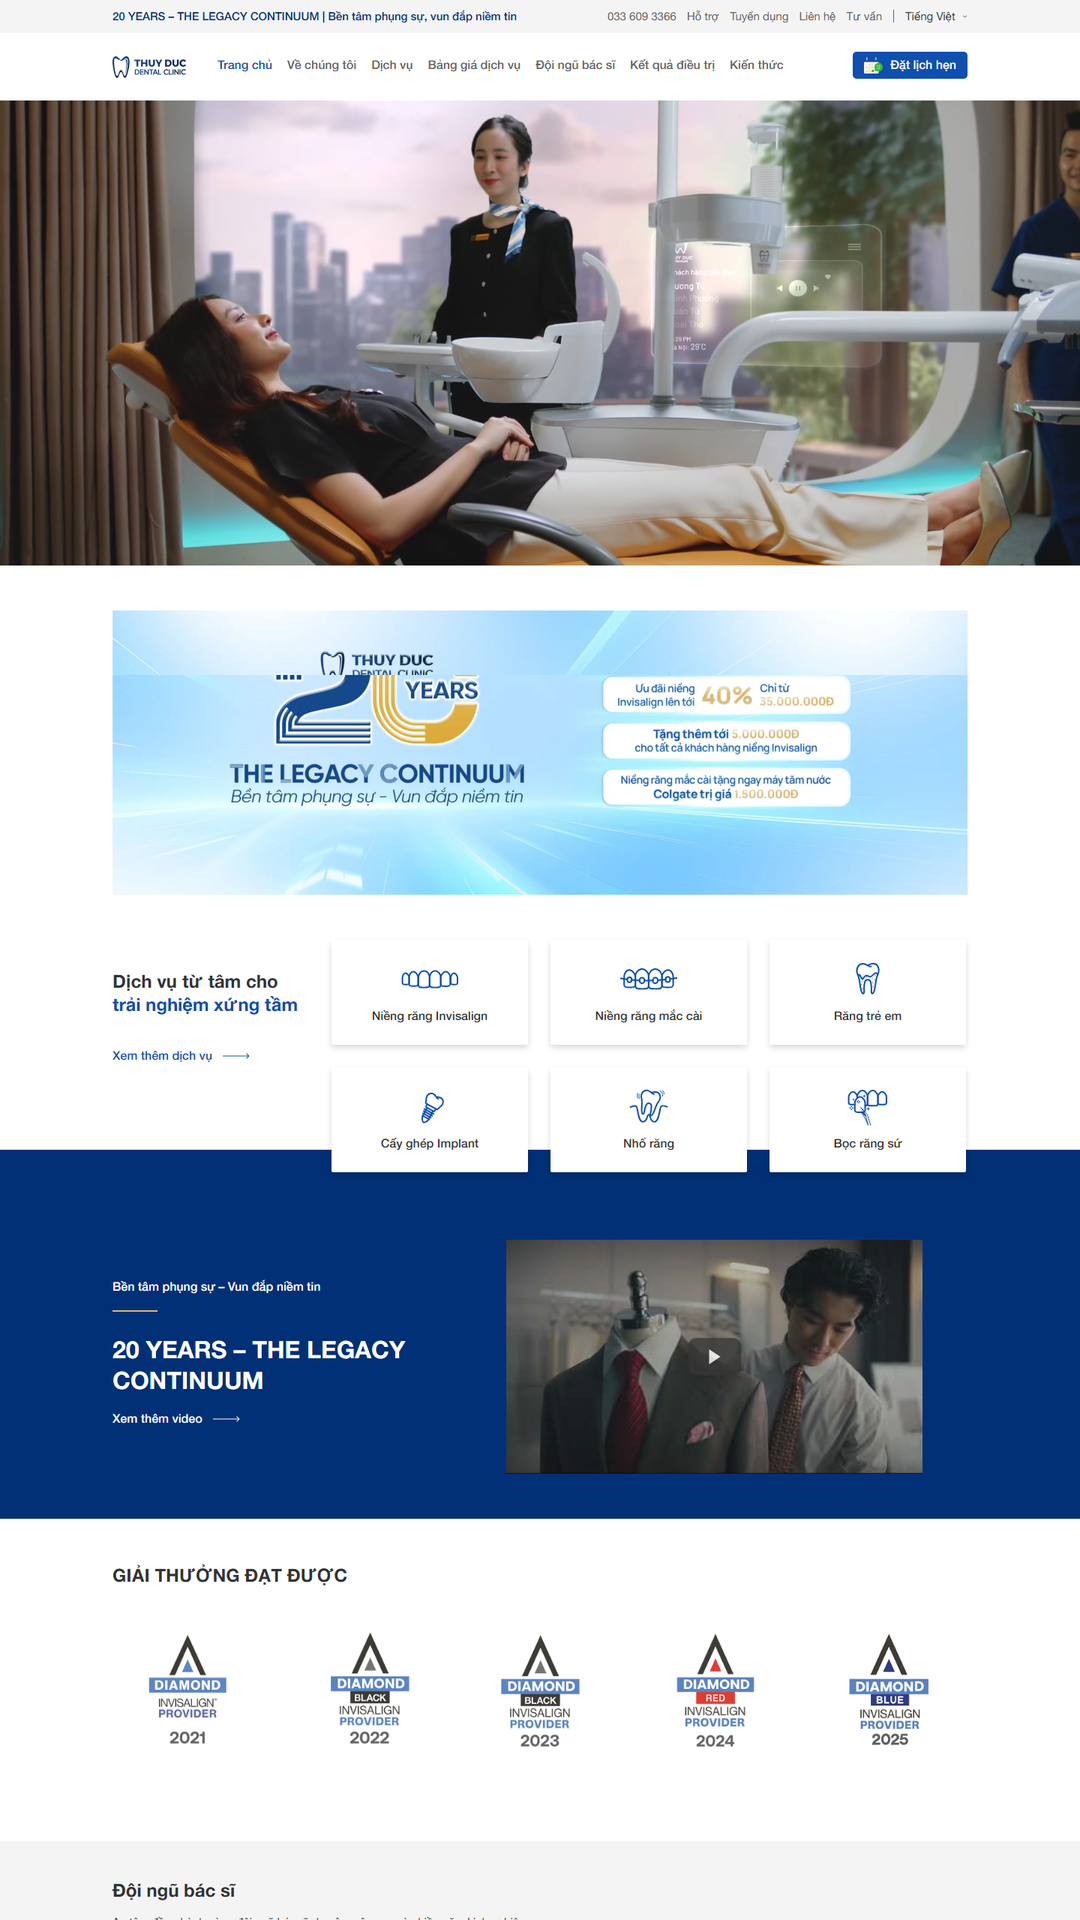 20 YEARS – THE LEGACY CONTINUUM | Bền tâm phụng sự, vun đắp niềm tin
033 609 3366 Hỗ trợ Tuyển dụng Liên hệ Tư vấn | Tiếng Việt
THUY DUC
DENTAL CLINIC
Trang chủ Về chúng tôi Dịch vụ Bảng giá dịch vụ Đội ngũ bác sĩ Kết quả điều trị Kiến thức
Đặt lịch hẹn
29°C
THUY DUC
DENTAL CLINIC
20 YEARS
THE LEGACY CONTINUUM
Bền tâm phụng sự - Vun đắp niềm tin
Ưu đãi niềng
Invisalign lên tới
40%
Chỉ từ
35.000.000Đ
Tặng thêm tới 5.000.000Đ
cho tất cả khách hàng niềng Invisalign
Niềng răng mắc cài tặng ngay máy tăm nước
Colgate trị giá 1.500.000Đ
Dịch vụ từ tâm cho
trải nghiệm xứng tầm
Xem thêm dịch vụ
Niềng răng Invisalign
Niềng răng mắc cài
Răng trẻ em
Cấy ghép Implant
Nhổ răng
Bọc răng sứ
Bền tâm phụng sự – Vun đắp niềm tin
20 YEARS – THE LEGACY
CONTINUUM
Xem thêm video
GIẢI THƯỞNG ĐẠT ĐƯỢC
DIAMOND
INVISALIGN
PROVIDER
2021
DIAMOND
BLACK
INVISALIGN
PROVIDER
2022
DIAMOND
BLACK
INVISALIGN
PROVIDER
2023
DIAMOND
RED
INVISALIGN
PROVIDER
2024
DIAMOND
BLUE
INVISALIGN
PROVIDER
2025
Đội ngũ bác sĩ